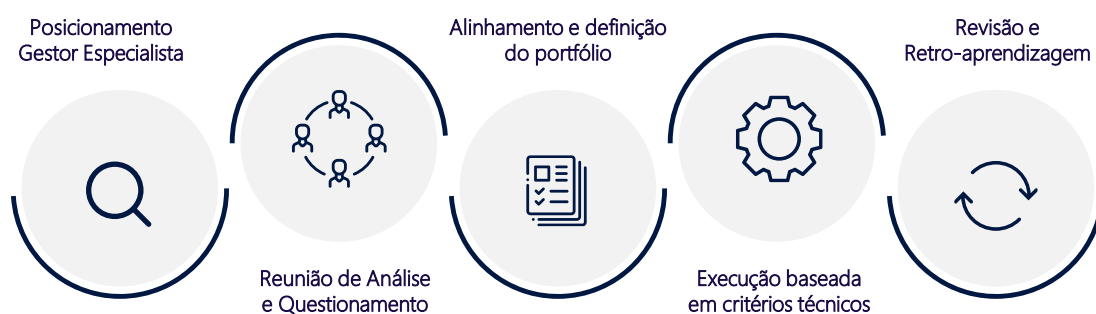 Posicionamento
Gestor Especialista
Reunião de Análise
e Questionamento
Alinhamento e definição
do portfólio
Execução baseada
em critérios técnicos
Revisão e
Retro-aprendizagem